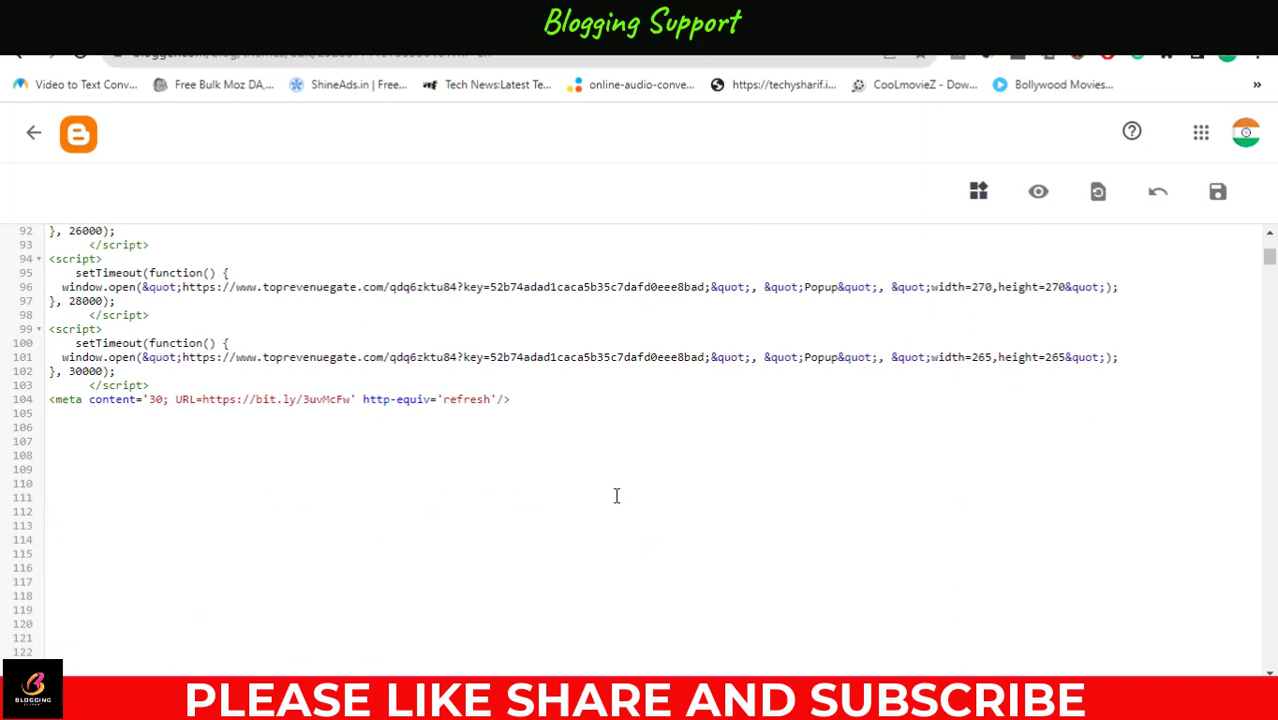 Blogging Support
Video to Text Conv...
Free Bulk Moz DA,...
ShineAds.in | Free...
Tech News:Latest Te...
online-audio-conve...
https://techysharif.i...
CooLmovieZ - Dow...
Bollywood Movies...
»
92 }, 26000);
93 </script>
94 <script>
95 setTimeout(function() {
96 window.open(&quot;https://www.toprevenuegate.com/qdq6zktu84?key=52b74adad1caca5b35c7dafd0eee8bad;&quot;, &quot;Popup&quot;, &quot;width=270,height=270&quot;);
97 }, 28000);
98 </script>
99 <script>
100 setTimeout(function() {
101 window.open(&quot;https://www.toprevenuegate.com/qdq6zktu84?key=52b74adad1caca5b35c7dafd0eee8bad;&quot;, &quot;Popup&quot;, &quot;width=265,height=265&quot;);
102 }, 30000);
103 </script>
104 <meta content='30; URL=https://bit.ly/3uvMcFw' http-equiv='refresh'/>
105
106
107
108
109
110
111
112
113
114
115
116
117
118
119
120
121
122
BLOGGING
SUPPORT
PLEASE LIKE SHARE AND SUBSCRIBE